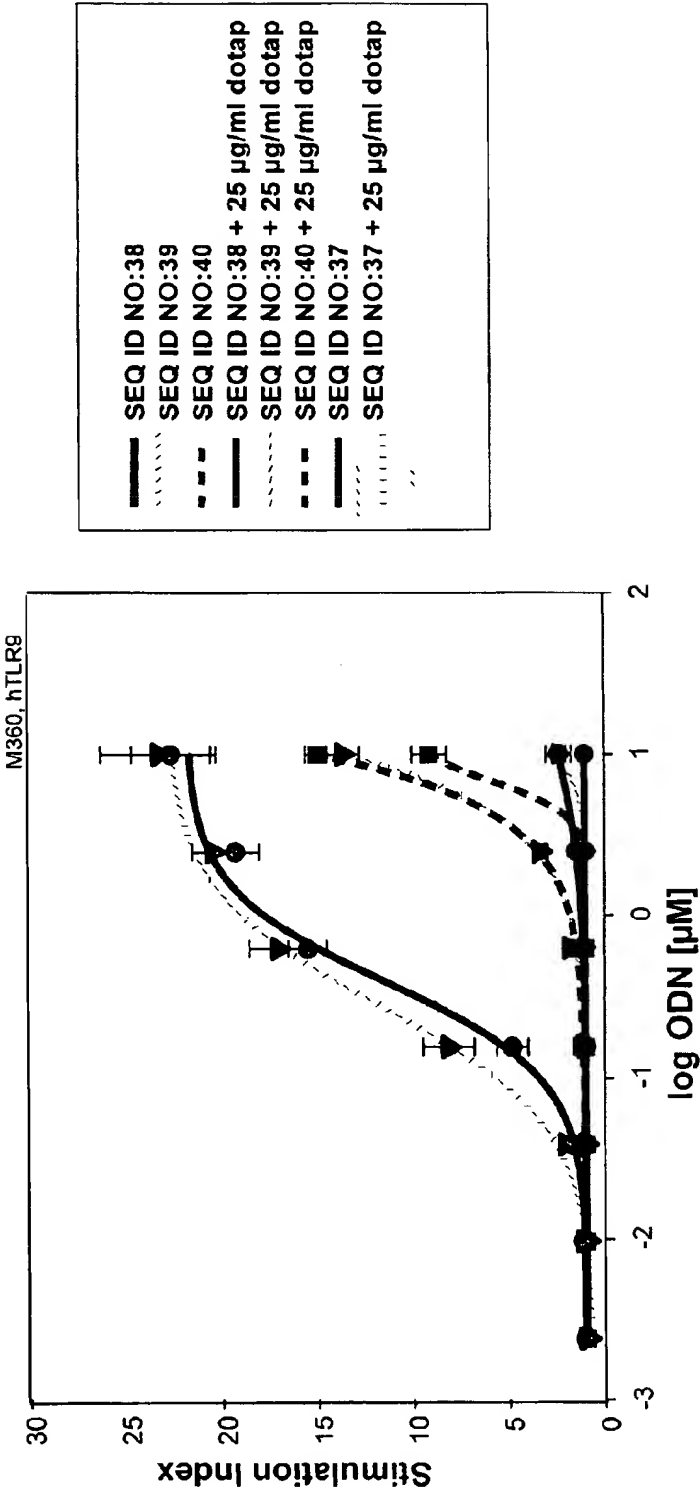 M360, hTLR9
Stimulation Index
30
25
20
15
10
5
0
-3
-2
-1
0
1
2
log ODN [µM]
SEQ ID NO:38
SEQ ID NO:39
SEQ ID NO:40
SEQ ID NO:38 + 25 µg/ml dotap
SEQ ID NO:39 + 25 µg/ml dotap
SEQ ID NO:40 + 25 µg/ml dotap
SEQ ID NO:37
SEQ ID NO:37 + 25 µg/ml dotap